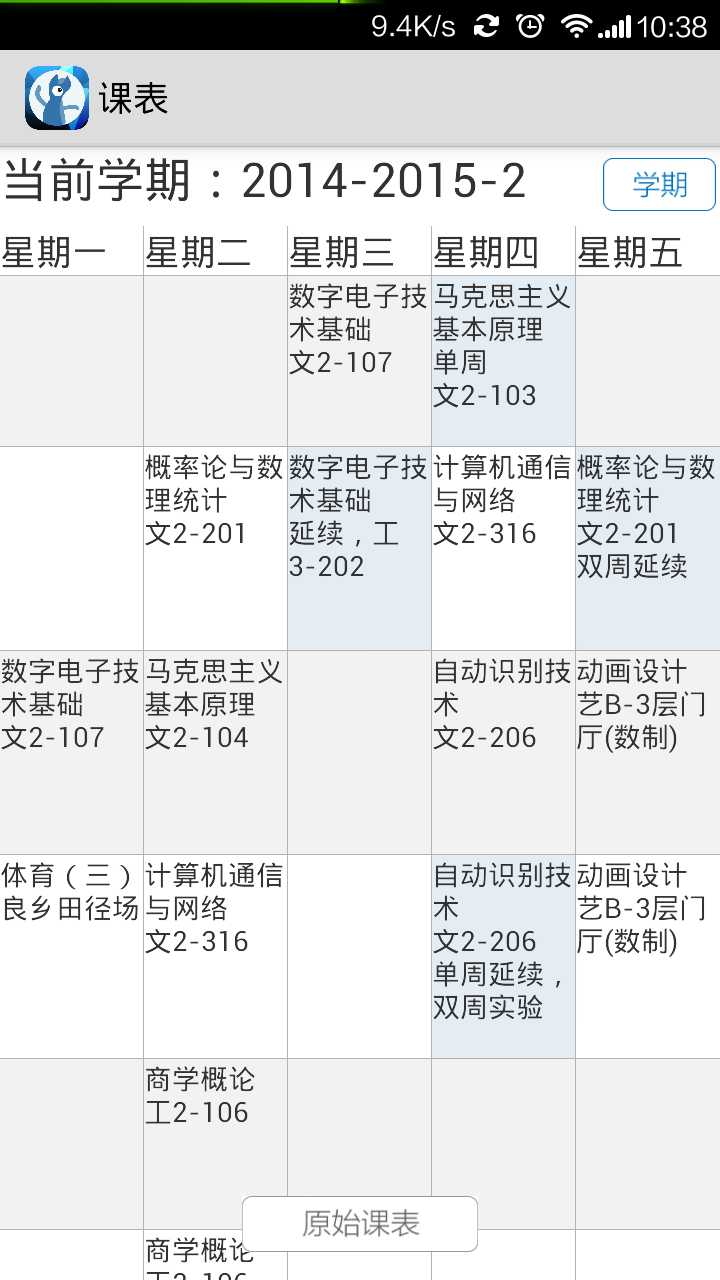 9.4K/s 10:38
课表
当前学期：2014-2015-2
学期
星期一 星期二 星期三 星期四 星期五
数字电子技
术基础
文2-107
马克思主义
基本原理
单周
文2-103
概率论与数
理统计
文2-201
数字电子技
术基础
延续，工
3-202
计算机通信
与网络
文2-316
概率论与数
理统计
文2-201
双周延续
数字电子技
术基础
文2-107
马克思主义
基本原理
文2-104
自动识别技
术
文2-206
动画设计
艺B-3层门
厅(数制)
体育（三）
良乡田径场
计算机通信
与网络
文2-316
自动识别技
术
文2-206
单周延续，
双周实验
动画设计
艺B-3层门
厅(数制)
商学概论
工2-106
原始课表
商学概论
工2-106